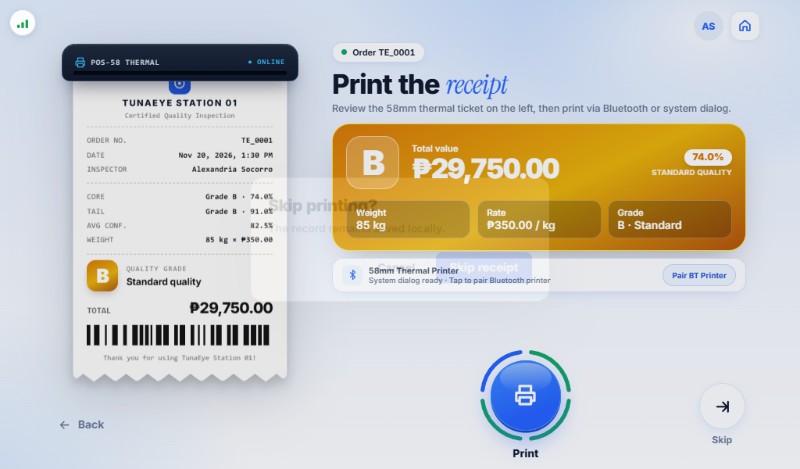 POS-58 THERMAL
ONLINE
TUNAEYE STATION 01
Certified Quality Inspection
ORDER NO. TE_0001
DATE Nov 20, 2026, 1:30 PM
INSPECTOR Alexandria Socorro
CORE Grade B · 74.0%
TAIL Grade B · 91.0%
AVG CONF. 82.5%
WEIGHT 85 kg × ₱350.00
B
QUALITY GRADE
Standard quality
TOTAL ₱29,750.00
Thank you for using TunaEye Station 01!
Back
AS
Order TE_0001
Print the receipt
Review the 58mm thermal ticket on the left, then print via Bluetooth or system dialog.
B
Total value
₱29,750.00
74.0%
STANDARD QUALITY
Weight
85 kg
Rate
₱350.00 / kg
Grade
B · Standard
Skip printing?
The record remains saved locally.
Cancel
Skip receipt
58mm Thermal Printer
System dialog ready · Tap to pair Bluetooth printer
Pair BT Printer
Print
Skip